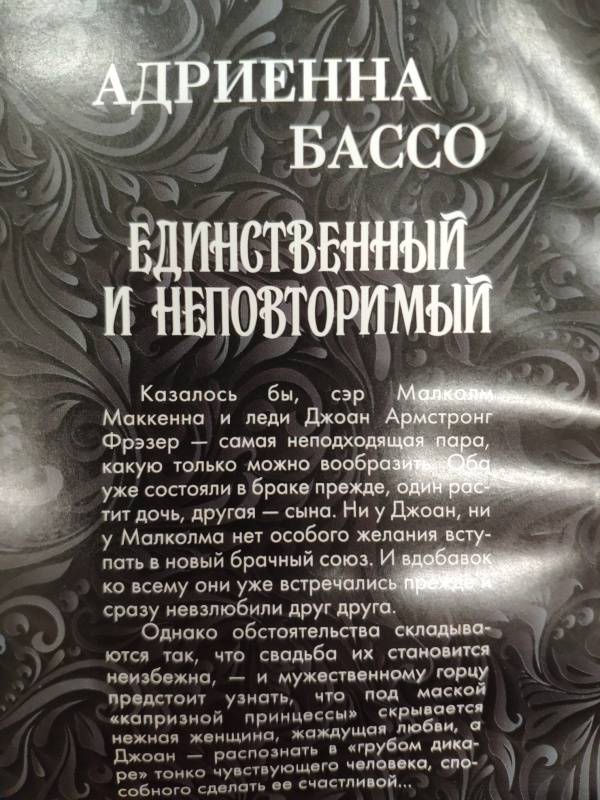 АДРИЕННА
БАССО
ЕДИНСТВЕННЫЙ
И НЕПОВТОРИМЫЙ
Казалось бы, сэр Малколм
Маккенна и леди Джоан Армстронг
Фрэзер — самая неподходящая пара,
какую только можно вообразить. Оба
уже состояли в браке прежде, один рас-
тит дочь, другая — сына. Ни у Джоан, ни
у Малколма нет особого желания всту-
пать в новый брачный союз. И вдобавок
ко всему они уже встречались прежде и
сразу невзлюбили друг друга.
Однако обстоятельства складыва-
ются так, что свадьба их становится
неизбежна, — и мужественному горцу
предстоит узнать, что под маской
«капризной принцессы» скрывается
нежная женщина, жаждущая любви, а
Джоан — распознать в «грубом дика-
ре» тонко чувствующего человека, спо-
собного сделать ее счастливой...